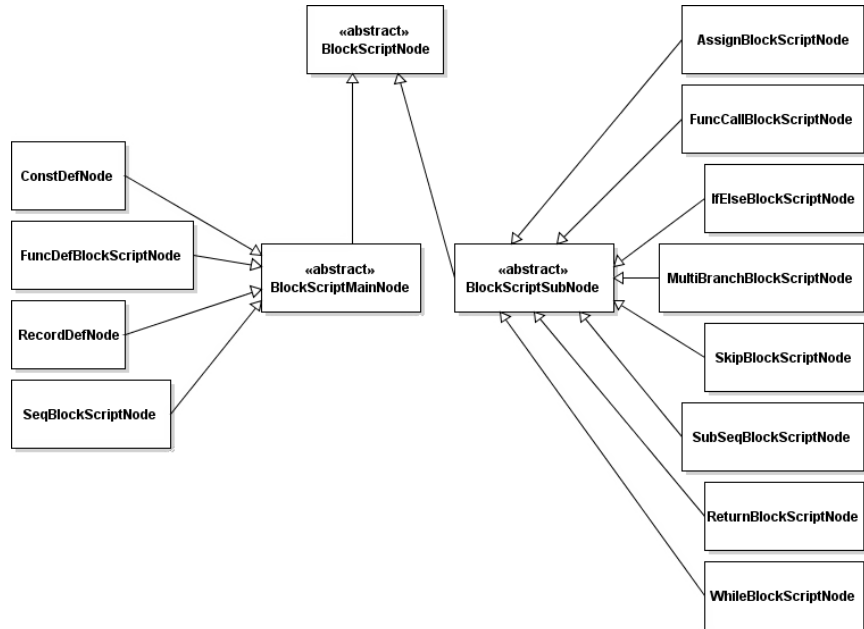 «abstract»
BlockScriptNode
AssignBlockScriptNode
FuncCallBlockScriptNode
ConstDefNode
IfElseBlockScriptNode
FuncDefBlockScriptNode
«abstract»
BlockScriptMainNode
«abstract»
BlockScriptSubNode
MultiBranchBlockScriptNode
RecordDefNode
SkipBlockScriptNode
SeqBlockScriptNode
SubSeqBlockScriptNode
ReturnBlockScriptNode
WhileBlockScriptNode